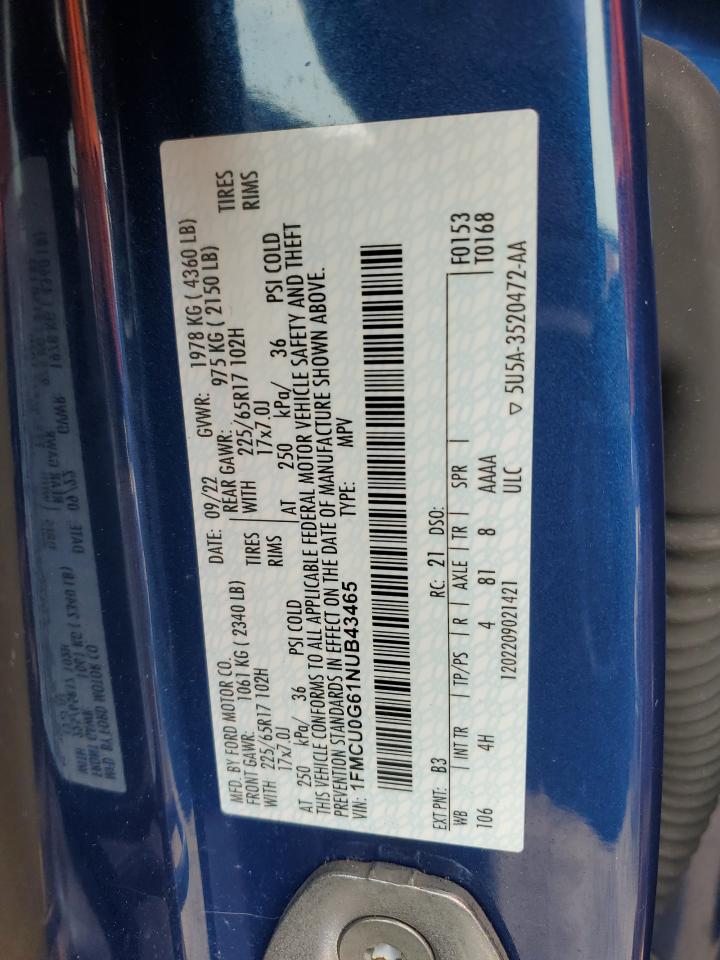 MFD. BY FORD MOTOR CO.
DATE: 09/22 GVWR: 1978 KG ( 4360 LB)
FRONT GAWR: 1061 KG ( 2340 LB) REAR GAWR: 975 KG ( 2150 LB)
WITH 225/65R17 102H TIRES WITH 225/65R17 102H TIRES
17x7.0J RIMS 17x7.0J RIMS
AT 250 kPa/ 36 PSI COLD AT 250 kPa/ 36 PSI COLD
THIS VEHICLE CONFORMS TO ALL APPLICABLE FEDERAL MOTOR VEHICLE SAFETY AND THEFT
PREVENTION STANDARDS IN EFFECT ON THE DATE OF MANUFACTURE SHOWN ABOVE.
VIN: 1FMCU0G61NUB43465 TYPE: MPV
F0153
T0168
EXT PNT: B3 RC: 21 DSO:
WB INT TR TP/PS R AXLE TR SPR
106 4H 4 81 8 AAAA
1202209021421 ULC ▽ 5U5A-3520472-AA